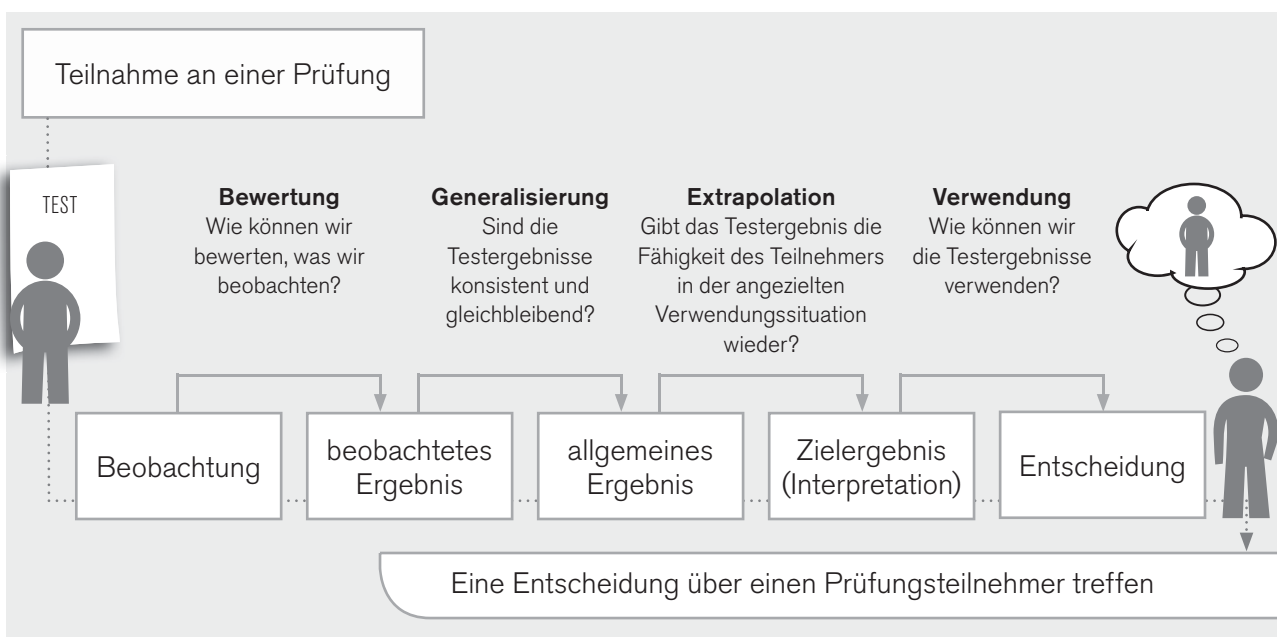 Teilnahme an einer Prüfung
TEST
Bewertung
Wie können wir
bewerten, was wir
beobachten?
Generalisierung
Sind die
Testergebnisse
konsistent und
gleichbleibend?
Extrapolation
Gibt das Testergebnis die
Fähigkeit des Teilnehmers
in der angezielten
Verwendungssituation
wieder?
Verwendung
Wie können wir
die Testergebnisse
verwenden?
Beobachtung
beobachtetes
Ergebnis
allgemeines
Ergebnis
Zielergebnis
(Interpretation)
Entscheidung
Eine Entscheidung über einen Prüfungsteilnehmer treffen